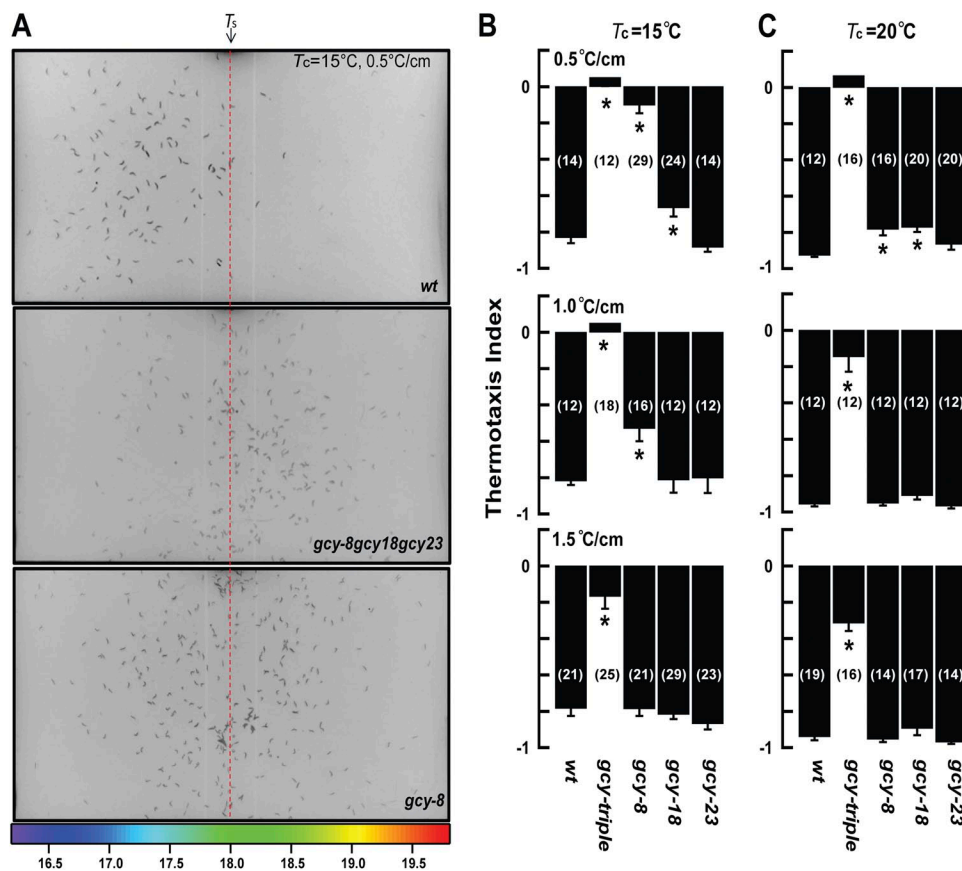 A
Ts
Tc=15°C, 0.5°C/cm
wt
gcy-8gcy18gcy23
gcy-8
16.5 17.0 17.5 18.0 18.5 19.0 19.5
B
Tc=15°C
Thermotaxis Index
0.5°C/cm
0
-1
(14) (12) (29) (24) (14)
* * *
1.0°C/cm
0
-1
(12) (18) (16) (12) (12)
* *
1.5°C/cm
0
-1
(21) (25) (21) (29) (23)
*
wt gcy-triple gcy-8 gcy-18 gcy-23
C
Tc=20°C
0
-1
(12) (16) (16) (20) (20)
* * *
0
-1
(12) (12) (12) (12) (12)
*
0
-1
(19) (16) (14) (17) (14)
*
wt gcy-triple gcy-8 gcy-18 gcy-23